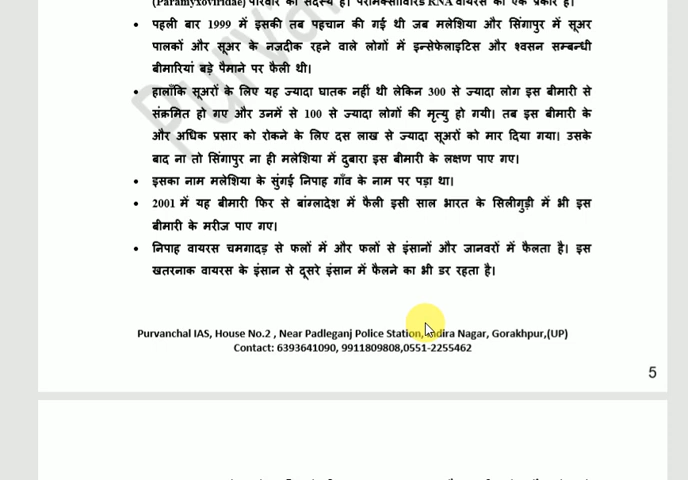 (Paramyxoviridae) परिवार का सदस्य है। RNA वायरस का एक प्रकार है।
पहली बार 1999 में इसकी तब पहचान की गई थी जब मलेशिया और सिंगापुर में सूअर
पालकों और सूअर के नजदीक रहने वाले लोगों में इन्सेफेलाइटिस और श्वसन सम्बन्धी
बीमारियां बड़े पैमाने पर फैली थी।
हालाँकि सूअरों के लिए यह ज्यादा घातक नहीं थी लेकिन 300 से ज्यादा लोग इस बीमारी से
संक्रमित हो गए और उनमें से 100 से ज्यादा लोगों की मृत्यु हो गयी। तब इस बीमारी के
और अधिक प्रसार को रोकने के लिए दस लाख से ज्यादा सूअरों को मार दिया गया। उसके
बाद ना तो सिंगापुर ना ही मलेशिया में दुबारा इस बीमारी के लक्षण पाए गए।
इसका नाम मलेशिया के सुंगई निपाह गाँव के नाम पर पड़ा था।
2001 में यह बीमारी फिर से बांग्लादेश में फैली इसी साल भारत के सिलीगुड़ी में भी इस
बीमारी के मरीज पाए गए।
निपाह वायरस चमगादड़ से फलों में और फलों से इंसानों और जानवरों में फैलता है। इस
खतरनाक वायरस के इंसान से दूसरे इंसान में फैलने का भी डर रहता है।
Purvanchal IAS, House No.2 , Near Padleganj Police Station, Indira Nagar, Gorakhpur,(UP)
Contact: 6393641090, 9911809808,0551-2255462
5